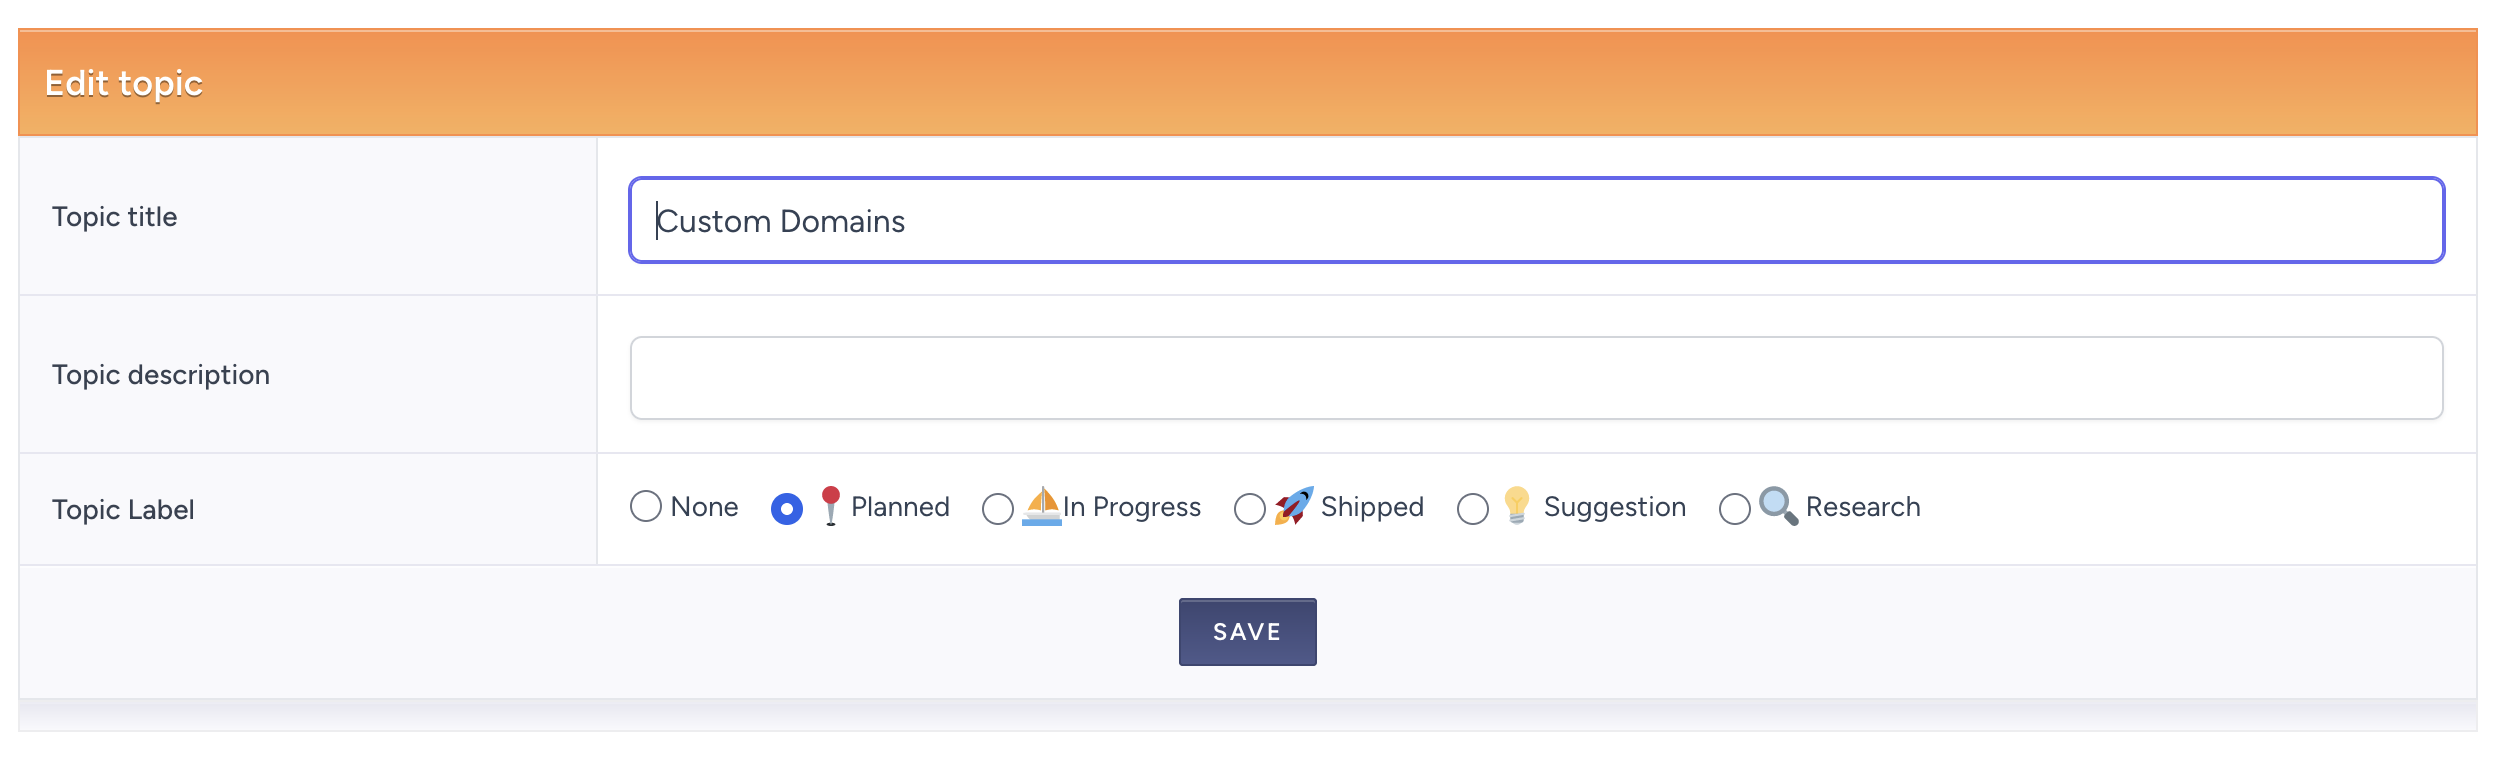 Edit topic
Topic title
Custom Domains
Topic description
Topic Label
None Planned In Progress Shipped Suggestion Research
SAVE